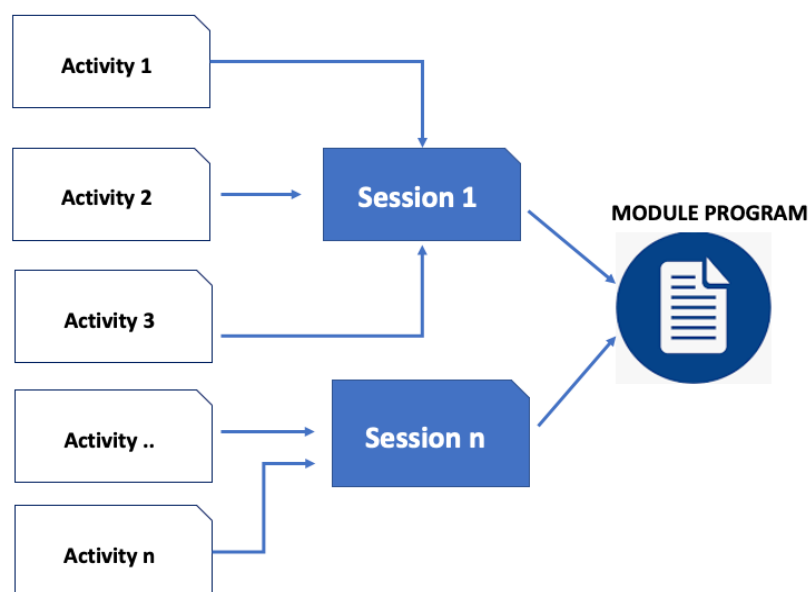 Activity 1
Activity 2
Session 1
MODULE PROGRAM
Activity 3
Activity ..
Session n
Activity n